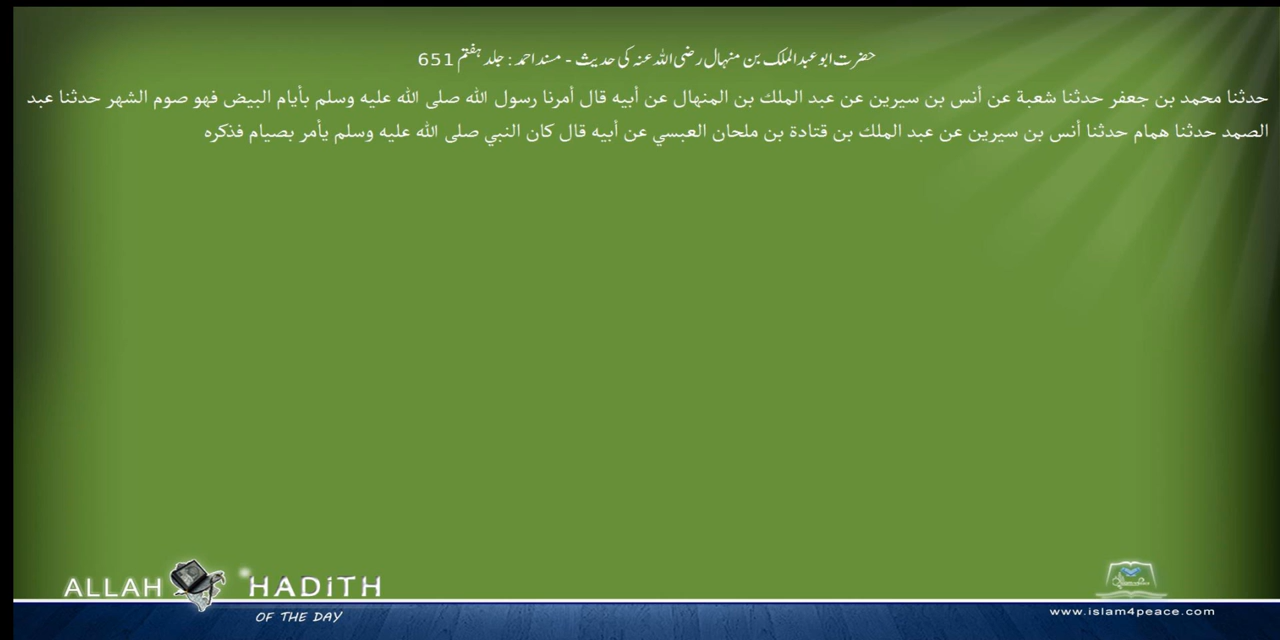 حضرت ابوعبدالملک بن منہال رضی اللہ عنہ کی حدیث - مسند احمد : جلد ہفتم 651
حدثنا محمد بن جعفر حدثنا شعبة عن أنس بن سيرين عن عبد الملك بن المنهال عن أبيه قال أمرنا رسول الله صلى الله عليه وسلم بأيام البيض فهو صوم الشهر حدثنا عبد
الصمد حدثنا همام حدثنا أنس بن سيرين عن عبد الملك بن قتادة بن ملحان العبسي عن أبيه قال كان النبي صلى الله عليه وسلم يأمر بصيام فذكره
ALLAH HADITH
OF THE DAY
www.islam4peace.com